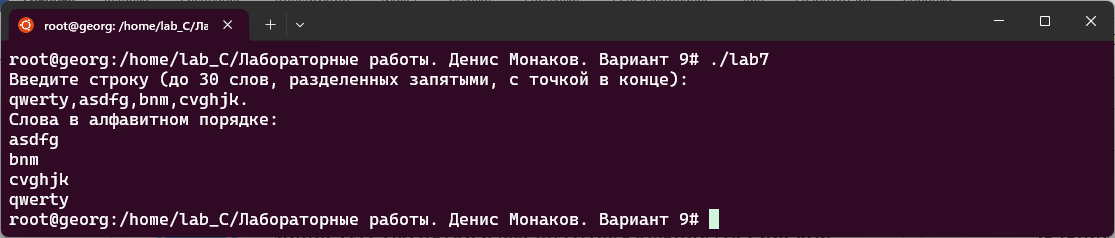 root@georg: /home/lab_C/Ла
root@georg:/home/lab_C/Лабораторные работы. Денис Монаков. Вариант 9# ./lab7
Введите строку (до 30 слов, разделенных запятыми, с точкой в конце):
qwerty,asdfg,bnm,cvghjk.
Слова в алфавитном порядке:
asdfg
bnm
cvghjk
qwerty
root@georg:/home/lab_C/Лабораторные работы. Денис Монаков. Вариант 9#